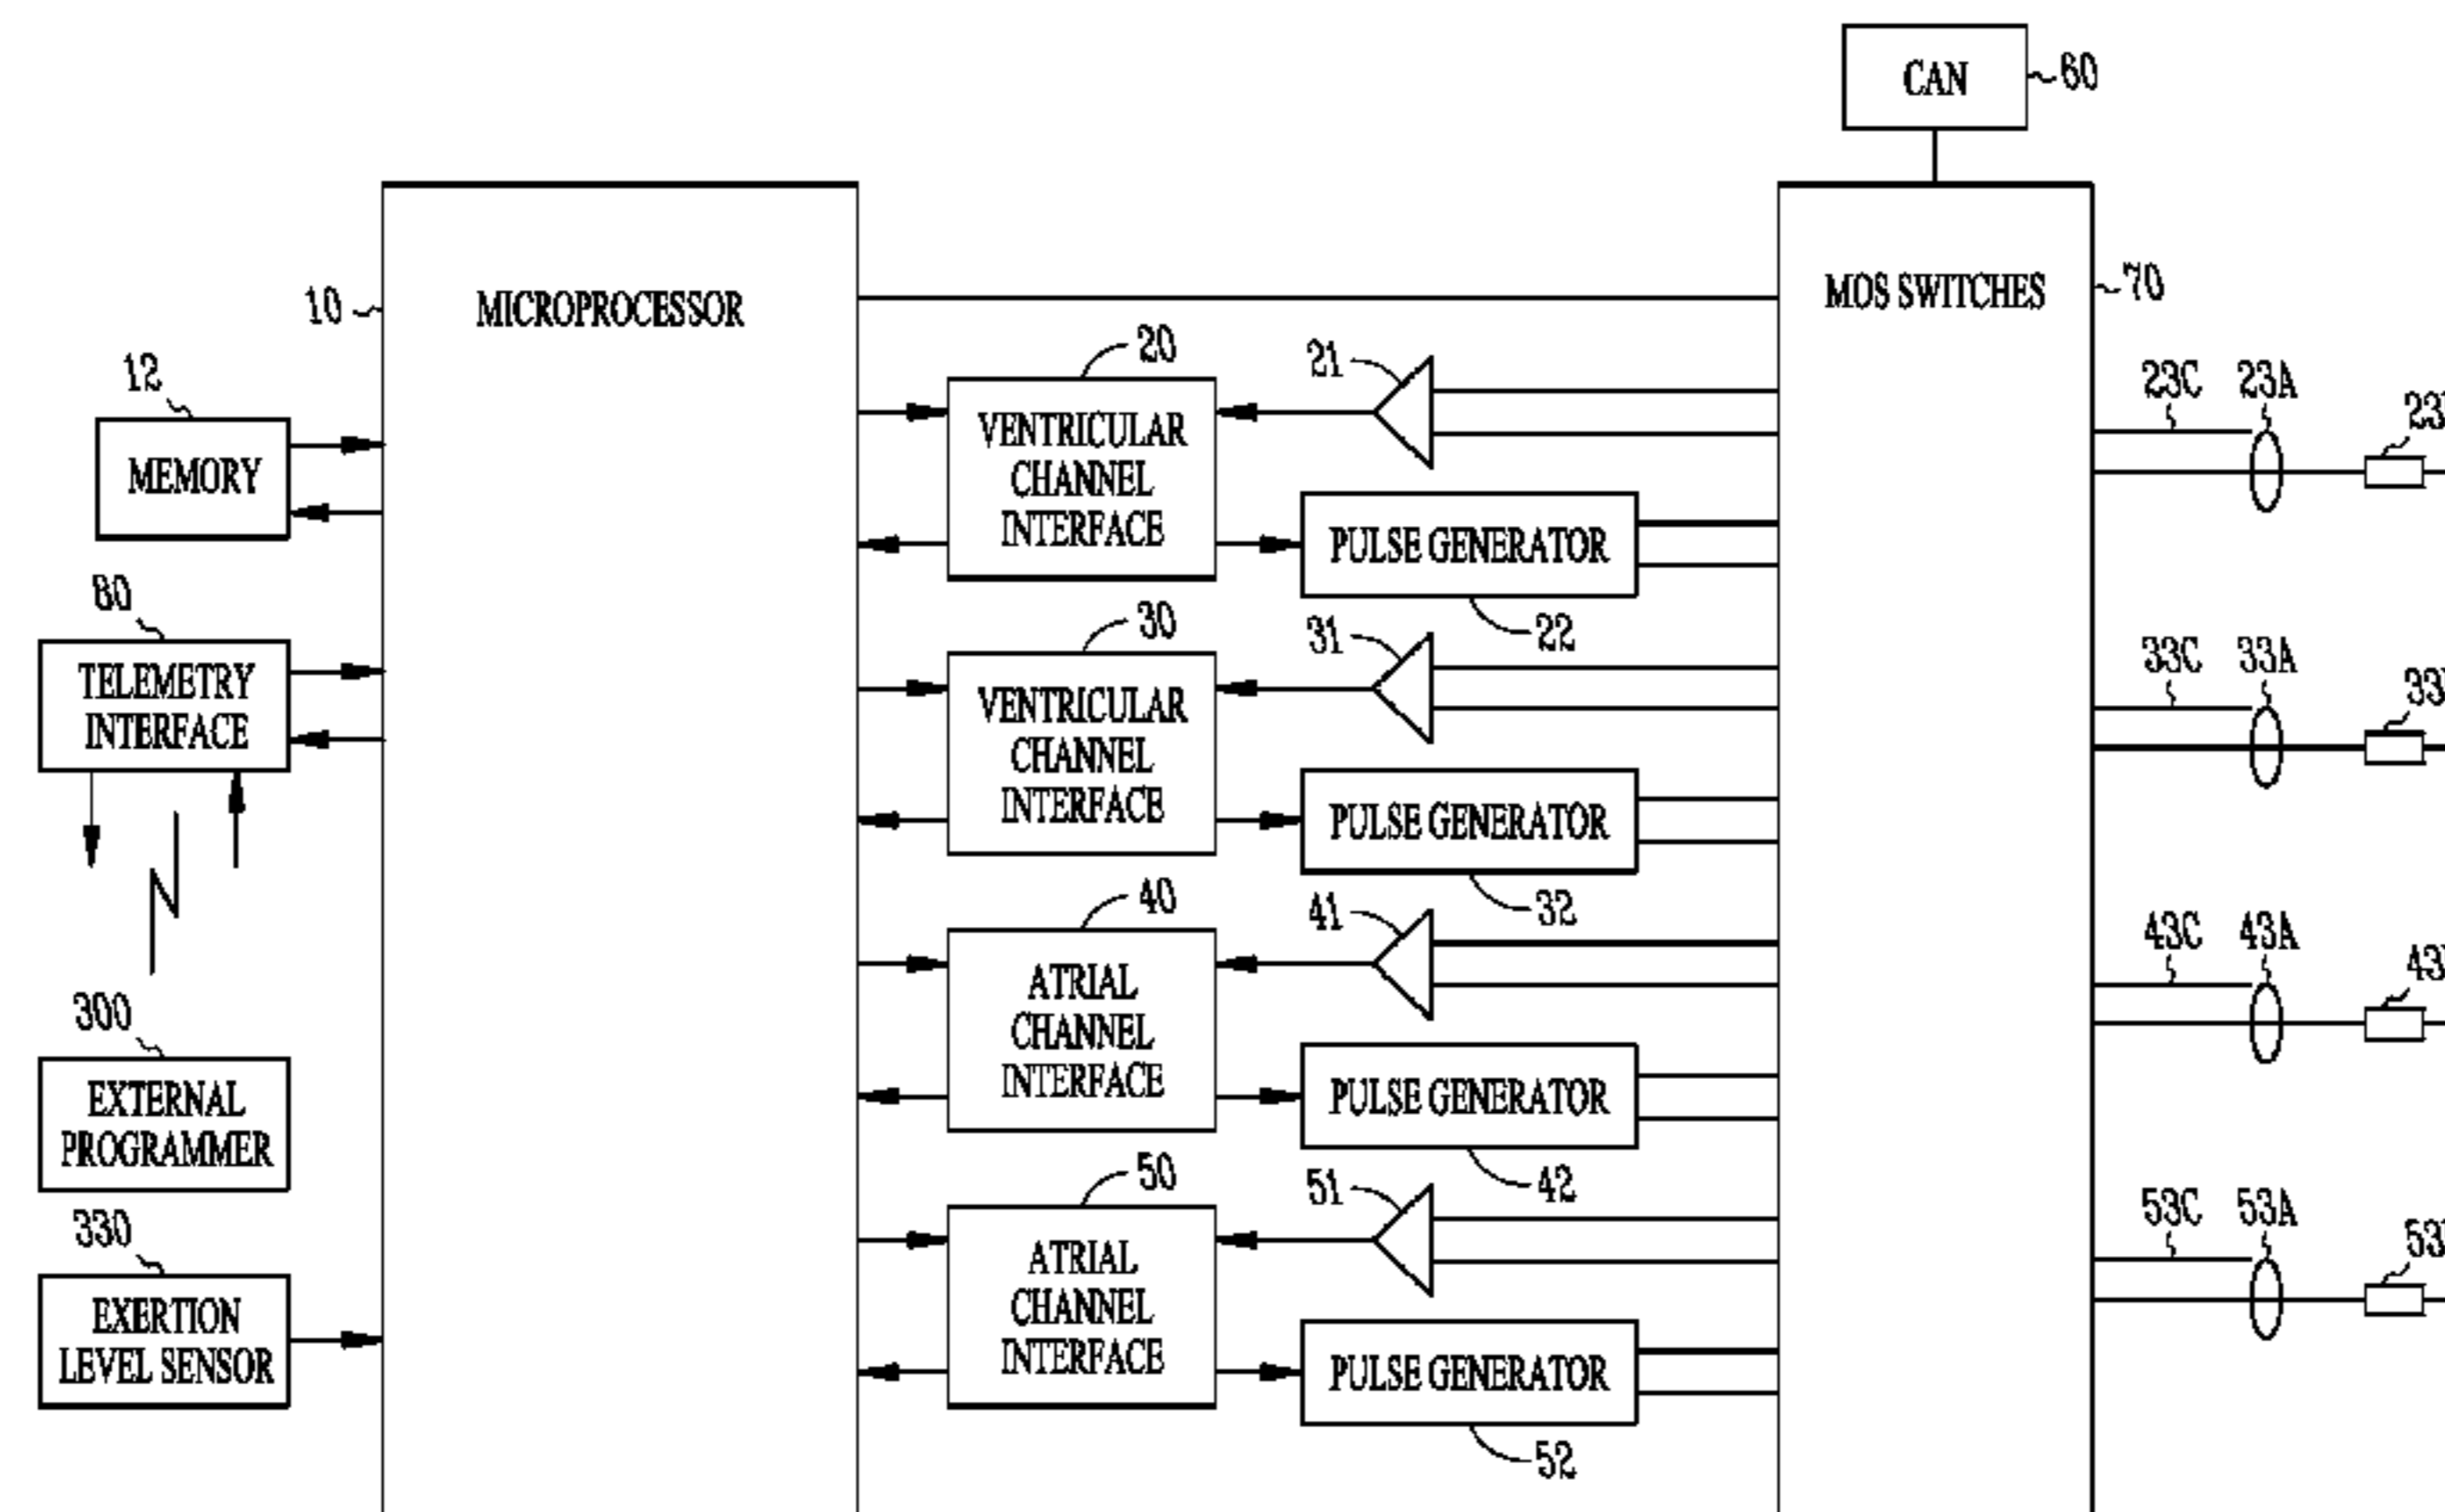 CAN
60
MICROPROCESSOR
10
MOS SWITCHES
70
12
MEMORY
20
VENTRICULAR
CHANNEL
INTERFACE
21
PULSE GENERATOR
22
23C
23A
80
TELEMETRY
INTERFACE
30
VENTRICULAR
CHANNEL
INTERFACE
31
PULSE GENERATOR
32
33C
33A
40
ATRIAL
CHANNEL
INTERFACE
41
PULSE GENERATOR
42
43C
43A
300
EXTERNAL
PROGRAMMER
330
EXERTION
LEVEL SENSOR
50
ATRIAL
CHANNEL
INTERFACE
51
PULSE GENERATOR
52
53C
53A